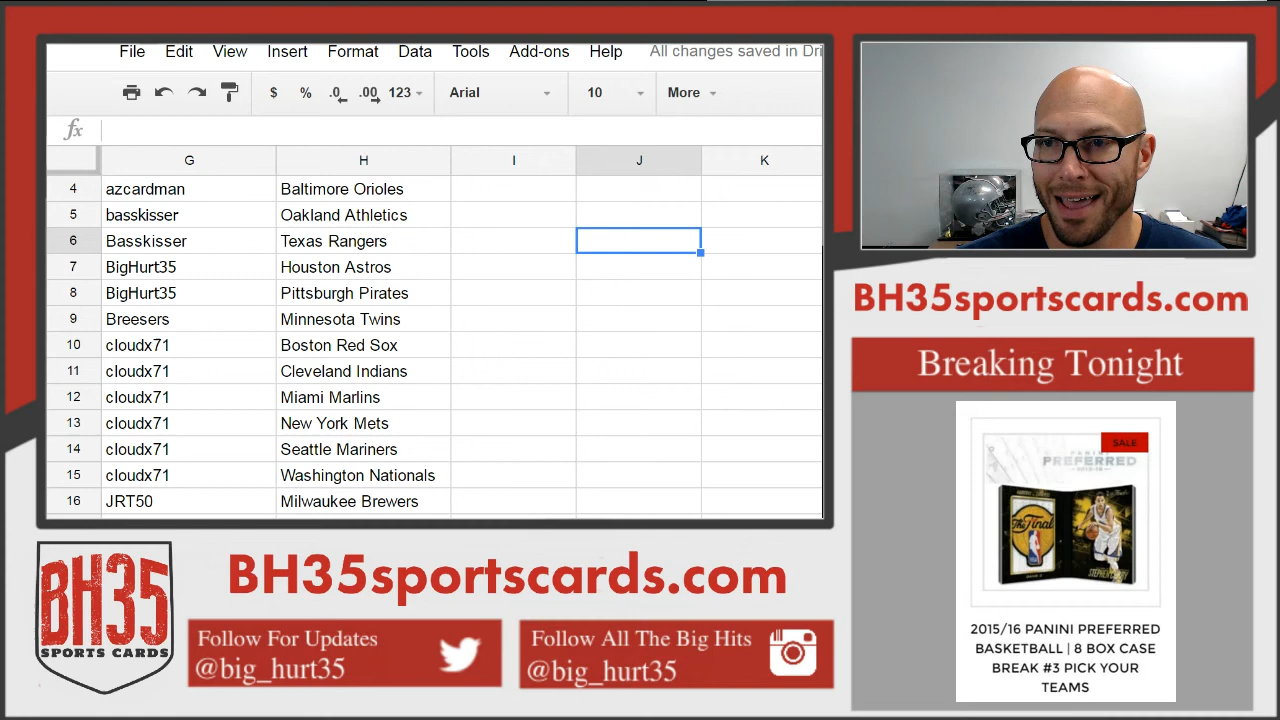 File Edit View Insert Format Data Tools Add-ons Help All changes saved in Dri
$ % .0 .00 123 Arial 10 More
fx
G H I J K
4 azcardman Baltimore Orioles
5 basskisser Oakland Athletics
6 Basskisser Texas Rangers
7 BigHurt35 Houston Astros
8 BigHurt35 Pittsburgh Pirates
9 Breesers Minnesota Twins
10 cloudx71 Boston Red Sox
11 cloudx71 Cleveland Indians
12 cloudx71 Miami Marlins
13 cloudx71 New York Mets
14 cloudx71 Seattle Mariners
15 cloudx71 Washington Nationals
16 JRT50 Milwaukee Brewers
BH35sportscards.com
Breaking Tonight
SALE
PREFERRED
The Final
2015/16 PANINI PREFERRED
BASKETBALL | 8 BOX CASE
BREAK #3 PICK YOUR
TEAMS
BH35
SPORTS CARDS
BH35sportscards.com
Follow For Updates
@big_hurt35
Follow All The Big Hits
@big_hurt35